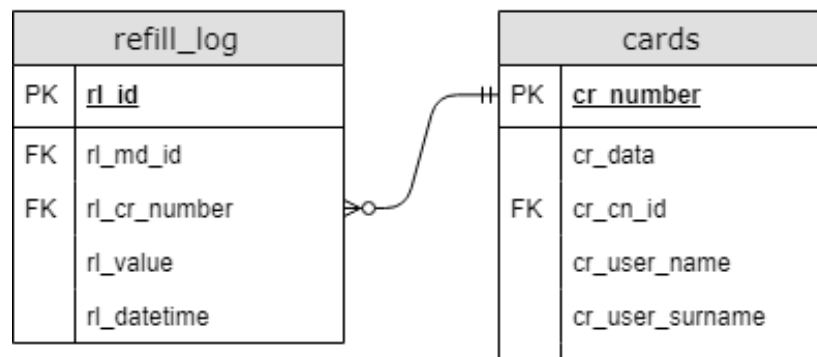 refill_log
PK rl_id
FK rl_md_id
FK rl_cr_number
rl_value
rl_datetime
cards
PK cr_number
cr_data
FK cr_cn_id
cr_user_name
cr_user_surname